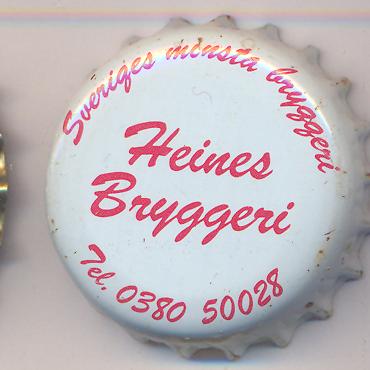 Sveriges minsta bryggeri
Heines
Bryggeri
Tel. 0380 50028